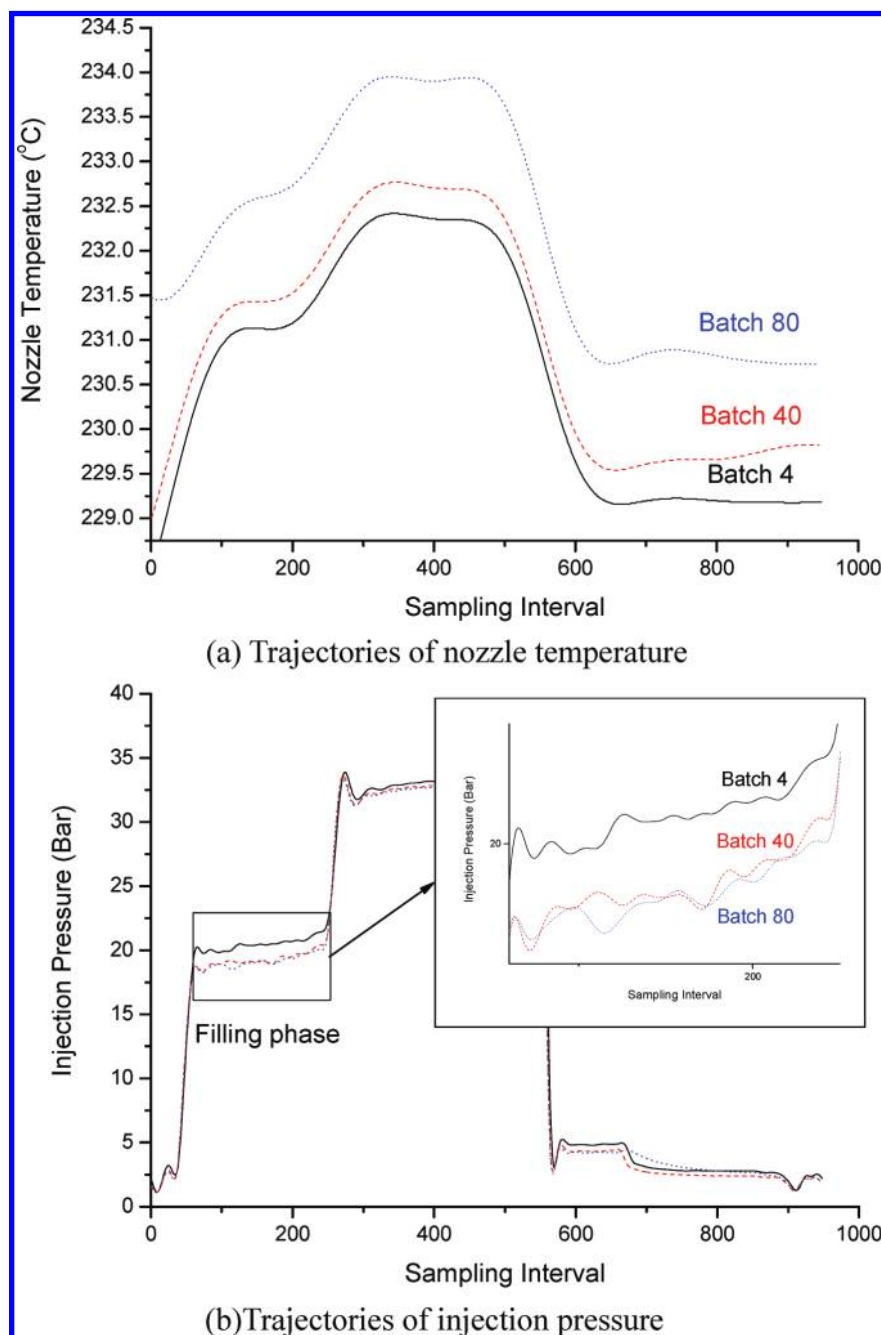 234.5
234.0
233.5
233.0
232.5
232.0
231.5
231.0
230.5
230.0
229.5
229.0
Nozzle Temperature (°C)
Batch 80
Batch 40
Batch 4
0
200
400
600
800
1000
Sampling Interval
(a) Trajectories of nozzle temperature
40
35
30
25
20
15
10
5
0
Injection Pressure (Bar)
Filling phase
Injection Pressure (Bar)
20
Batch 4
Batch 40
Batch 80
200
Sampling Interval
0
200
400
600
800
1000
Sampling Interval
(b)Trajectories of injection pressure